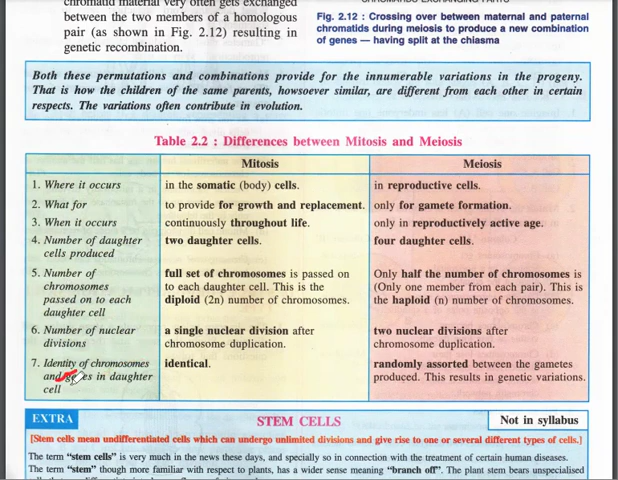 chromatid material very often gets exchanged
between the two members of a homologous
pair (as shown in Fig. 2.12) resulting in
genetic recombination.
Fig. 2.12 : Crossing over between maternal and paternal
chromatids during meiosis to produce a new combination
of genes — having split at the chiasma
Both these permutations and combinations provide for the innumerable variations in the progeny.
That is how the children of the same parents, howsoever similar, are different from each other in certain
respects. The variations often contribute in evolution.
Table 2.2 : Differences between Mitosis and Meiosis
Mitosis Meiosis
1. Where it occurs in the somatic (body) cells. in reproductive cells.
2. What for to provide for growth and replacement. only for gamete formation.
3. When it occurs continuously throughout life. only in reproductively active age.
4. Number of daughter cells produced two daughter cells. four daughter cells.
5. Number of chromosomes passed on to each daughter cell full set of chromosomes is passed on to each daughter cell. This is the diploid (2n) number of chromosomes. Only half the number of chromosomes is (Only one member from each pair). This is the haploid (n) number of chromosomes.
6. Number of nuclear divisions a single nuclear division after chromosome duplication. two nuclear divisions after chromosome duplication.
7. Identity of chromosomes and es in daughter cell identical. randomly assorted between the gametes produced. This results in genetic variations.
EXTRA STEM CELLS Not in syllabus
[Stem cells mean undifferentiated cells which can undergo unlimited divisions and give rise to one or several different types of cells.]
The term "stem cells" is very much in the news these days, and specially so in connection with the treatment of certain human diseases.
The term "stem" though more familiar with respect to plants, has a wider sense meaning "branch off". The plant stem bears unspecialised